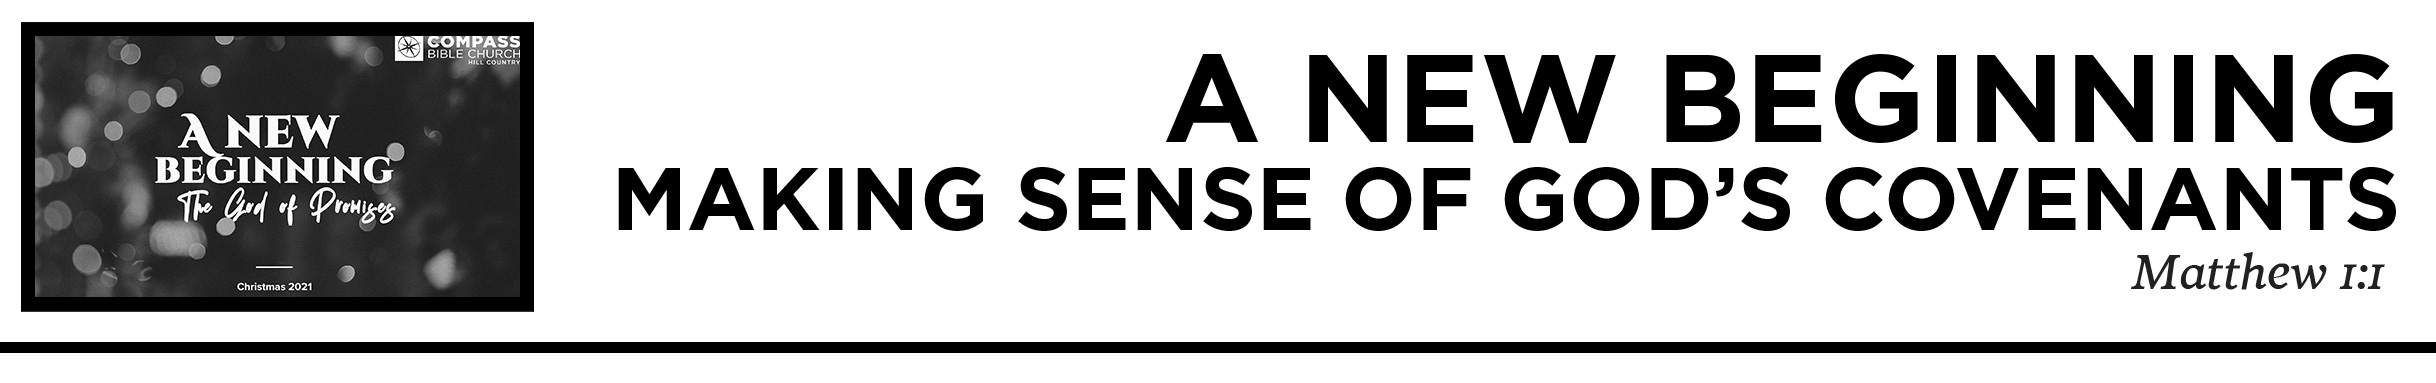 COMPASS
BIBLE CHURCH
HILL COUNTRY
A NEW
BEGINNING
The God of Promises
Christmas 2021
A NEW BEGINNING
MAKING SENSE OF GOD’S COVENANTS
Matthew 1:1